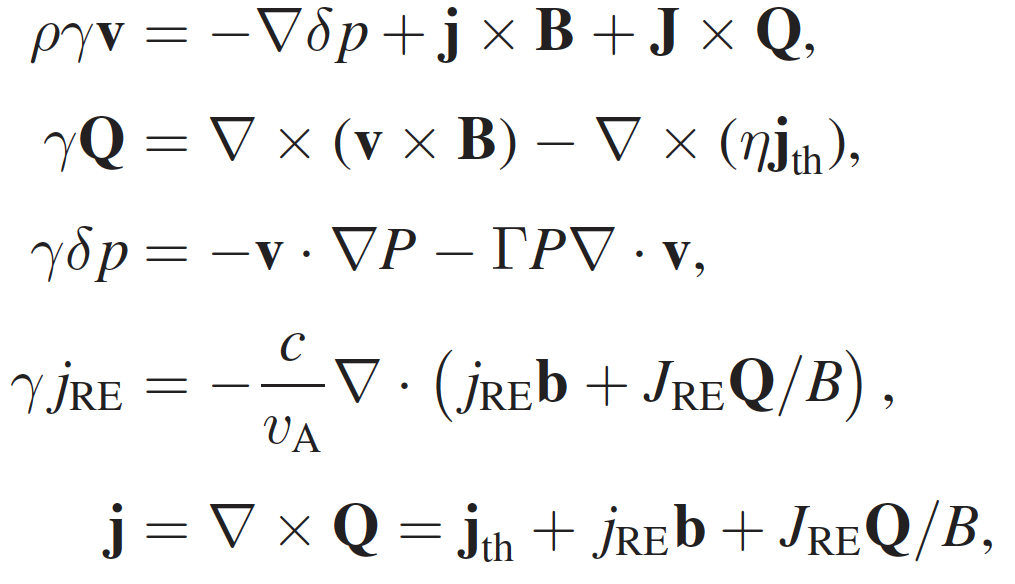 ργ𝐯 = −∇δp + 𝐣 × 𝐁 + 𝐉 × 𝐐,
γ𝐐 = ∇ × (𝐯 × 𝐁) − ∇ × (η𝐣_th),
γδp = −𝐯 · ∇P − ΓP∇ · 𝐯,
γj_RE = −c/v_A ∇ · (j_RE 𝐛 + J_RE 𝐐/B),
𝐣 = ∇ × 𝐐 = 𝐣_th + j_RE 𝐛 + J_RE 𝐐/B,